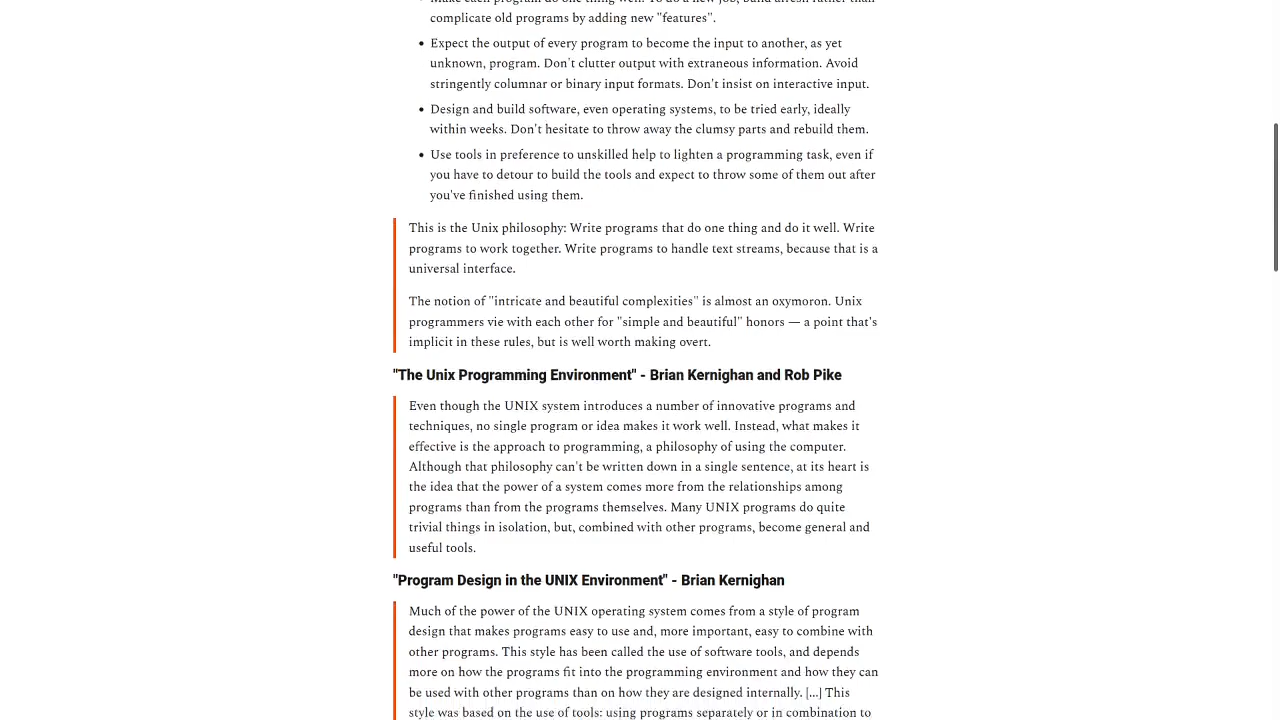 Make each program do one thing well. To do a new job, build afresh rather than
complicate old programs by adding new "features".
• Expect the output of every program to become the input to another, as yet
unknown, program. Don't clutter output with extraneous information. Avoid
stringently columnar or binary input formats. Don't insist on interactive input.
• Design and build software, even operating systems, to be tried early, ideally
within weeks. Don't hesitate to throw away the clumsy parts and rebuild them.
• Use tools in preference to unskilled help to lighten a programming task, even if
you have to detour to build the tools and expect to throw some of them out after
you've finished using them.
This is the Unix philosophy: Write programs that do one thing and do it well. Write
programs to work together. Write programs to handle text streams, because that is a
universal interface.
The notion of "intricate and beautiful complexities" is almost an oxymoron. Unix
programmers vie with each other for "simple and beautiful" honors — a point that's
implicit in these rules, but is well worth making overt.
"The Unix Programming Environment" - Brian Kernighan and Rob Pike
Even though the UNIX system introduces a number of innovative programs and
techniques, no single program or idea makes it work well. Instead, what makes it
effective is the approach to programming, a philosophy of using the computer.
Although that philosophy can't be written down in a single sentence, at its heart is
the idea that the power of a system comes more from the relationships among
programs than from the programs themselves. Many UNIX programs do quite
trivial things in isolation, but, combined with other programs, become general and
useful tools.
"Program Design in the UNIX Environment" - Brian Kernighan
Much of the power of the UNIX operating system comes from a style of program
design that makes programs easy to use and, more important, easy to combine with
other programs. This style has been called the use of software tools, and depends
more on how the programs fit into the programming environment and how they can
be used with other programs than on how they are designed internally. [...] This
style was based on the use of tools: using programs separately or in combination to